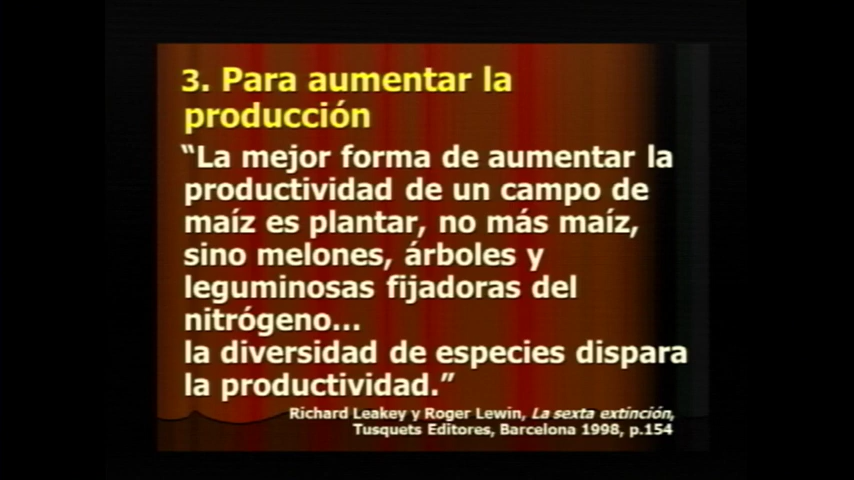 3. Para aumentar la
producción
“La mejor forma de aumentar la
productividad de un campo de
maíz es plantar, no más maíz,
sino melones, árboles y
leguminosas fijadoras del
nitrógeno...
la diversidad de especies dispara
la productividad.”
Richard Leakey y Roger Lewin, La sexta extinción,
Tusquets Editores, Barcelona 1998, p.154